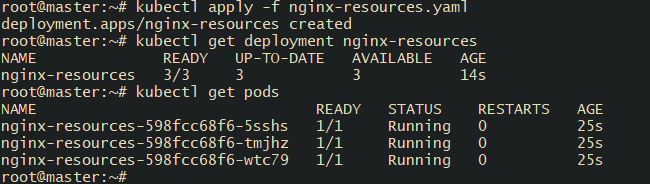 root@master:~# kubectl apply -f nginx-resources.yaml
deployment.apps/nginx-resources created
root@master:~# kubectl get deployment nginx-resources
NAME READY UP-TO-DATE AVAILABLE AGE
nginx-resources 3/3 3 3 14s
root@master:~# kubectl get pods
NAME READY STATUS RESTARTS AGE
nginx-resources-598fcc68f6-5sshs 1/1 Running 0 25s
nginx-resources-598fcc68f6-tmjhz 1/1 Running 0 25s
nginx-resources-598fcc68f6-wtc79 1/1 Running 0 25s
root@master:~#